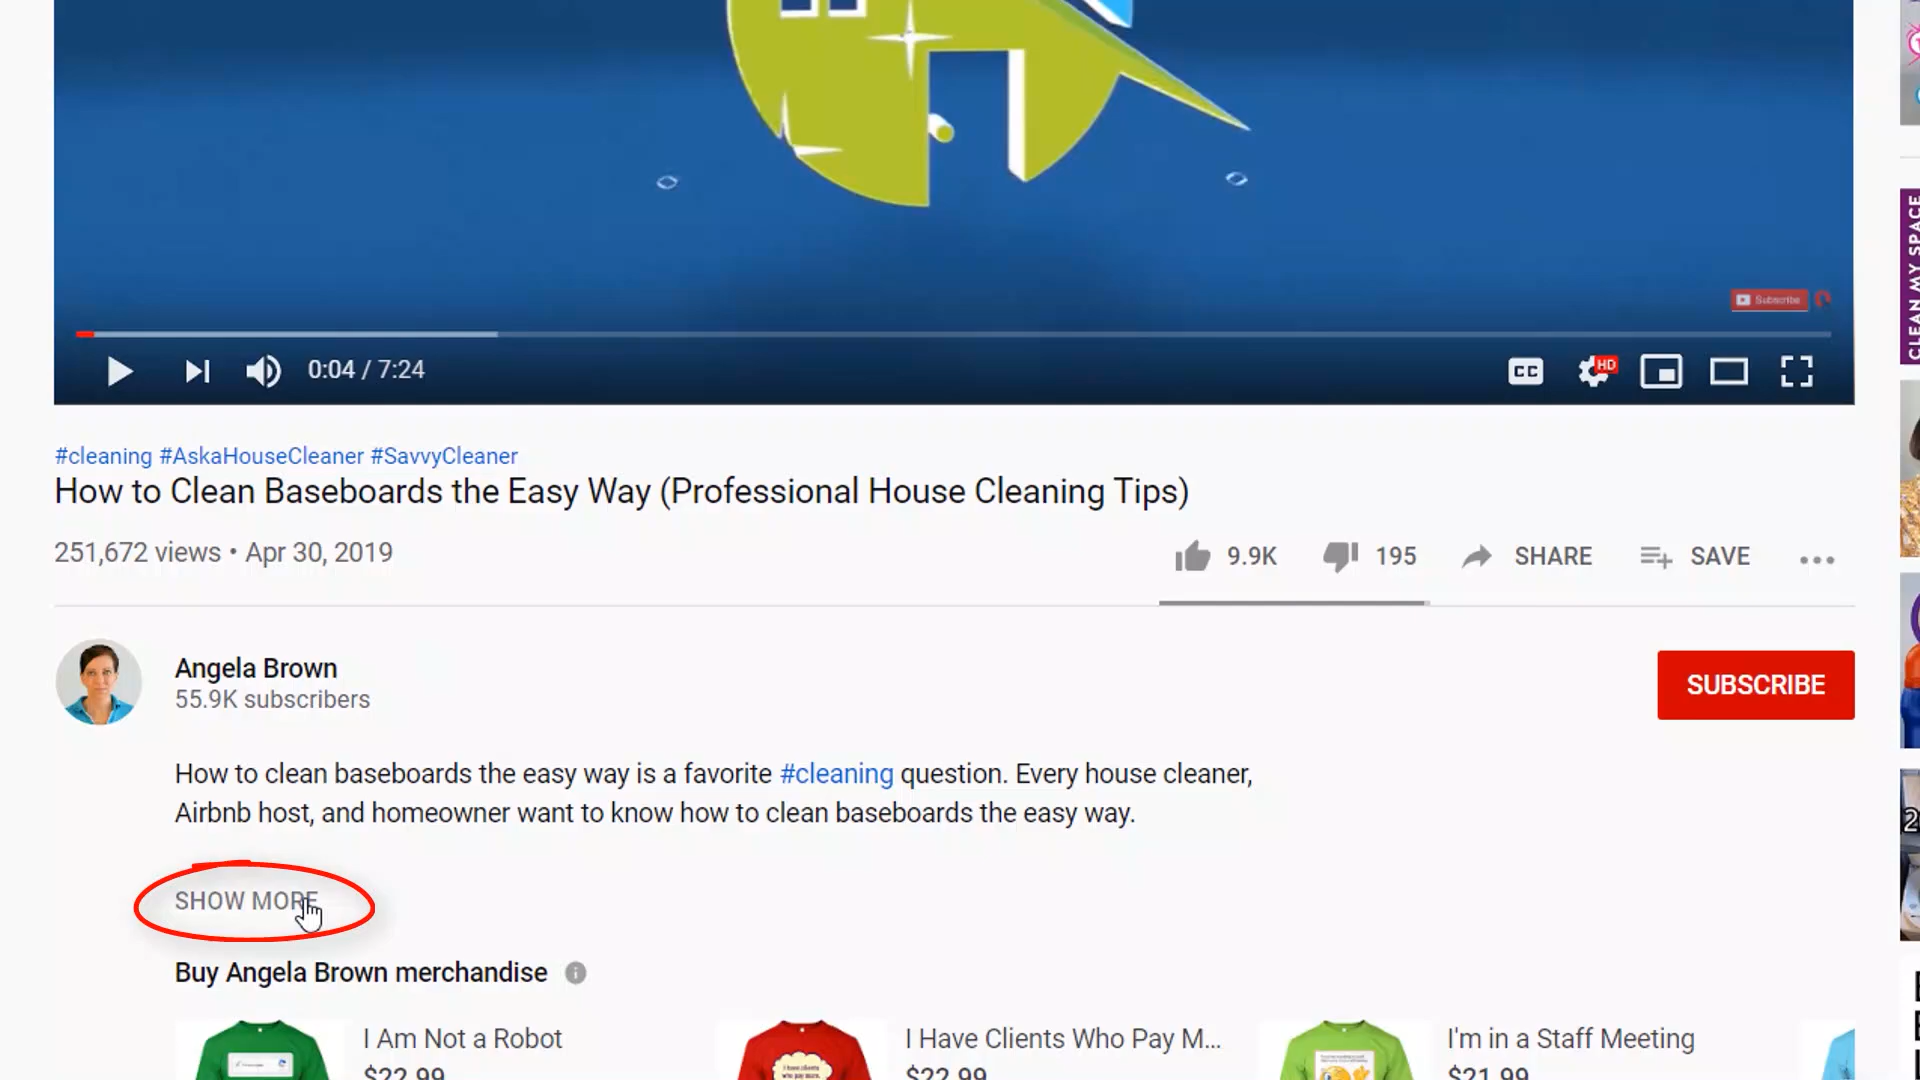 Subscribe
CLEAN MY SPACE
0:04 / 7:24
CC
HD
#cleaning #AskaHouseCleaner #SavvyCleaner
How to Clean Baseboards the Easy Way (Professional House Cleaning Tips)
251,672 views • Apr 30, 2019
9.9K
195
SHARE
SAVE
Angela Brown
55.9K subscribers
SUBSCRIBE
How to clean baseboards the easy way is a favorite #cleaning question. Every house cleaner,
Airbnb host, and homeowner want to know how to clean baseboards the easy way.
SHOW MORE
Buy Angela Brown merchandise
I Am Not a Robot
$22.99
I Have Clients Who Pay M...
$22.99
I'm in a Staff Meeting
$21.99